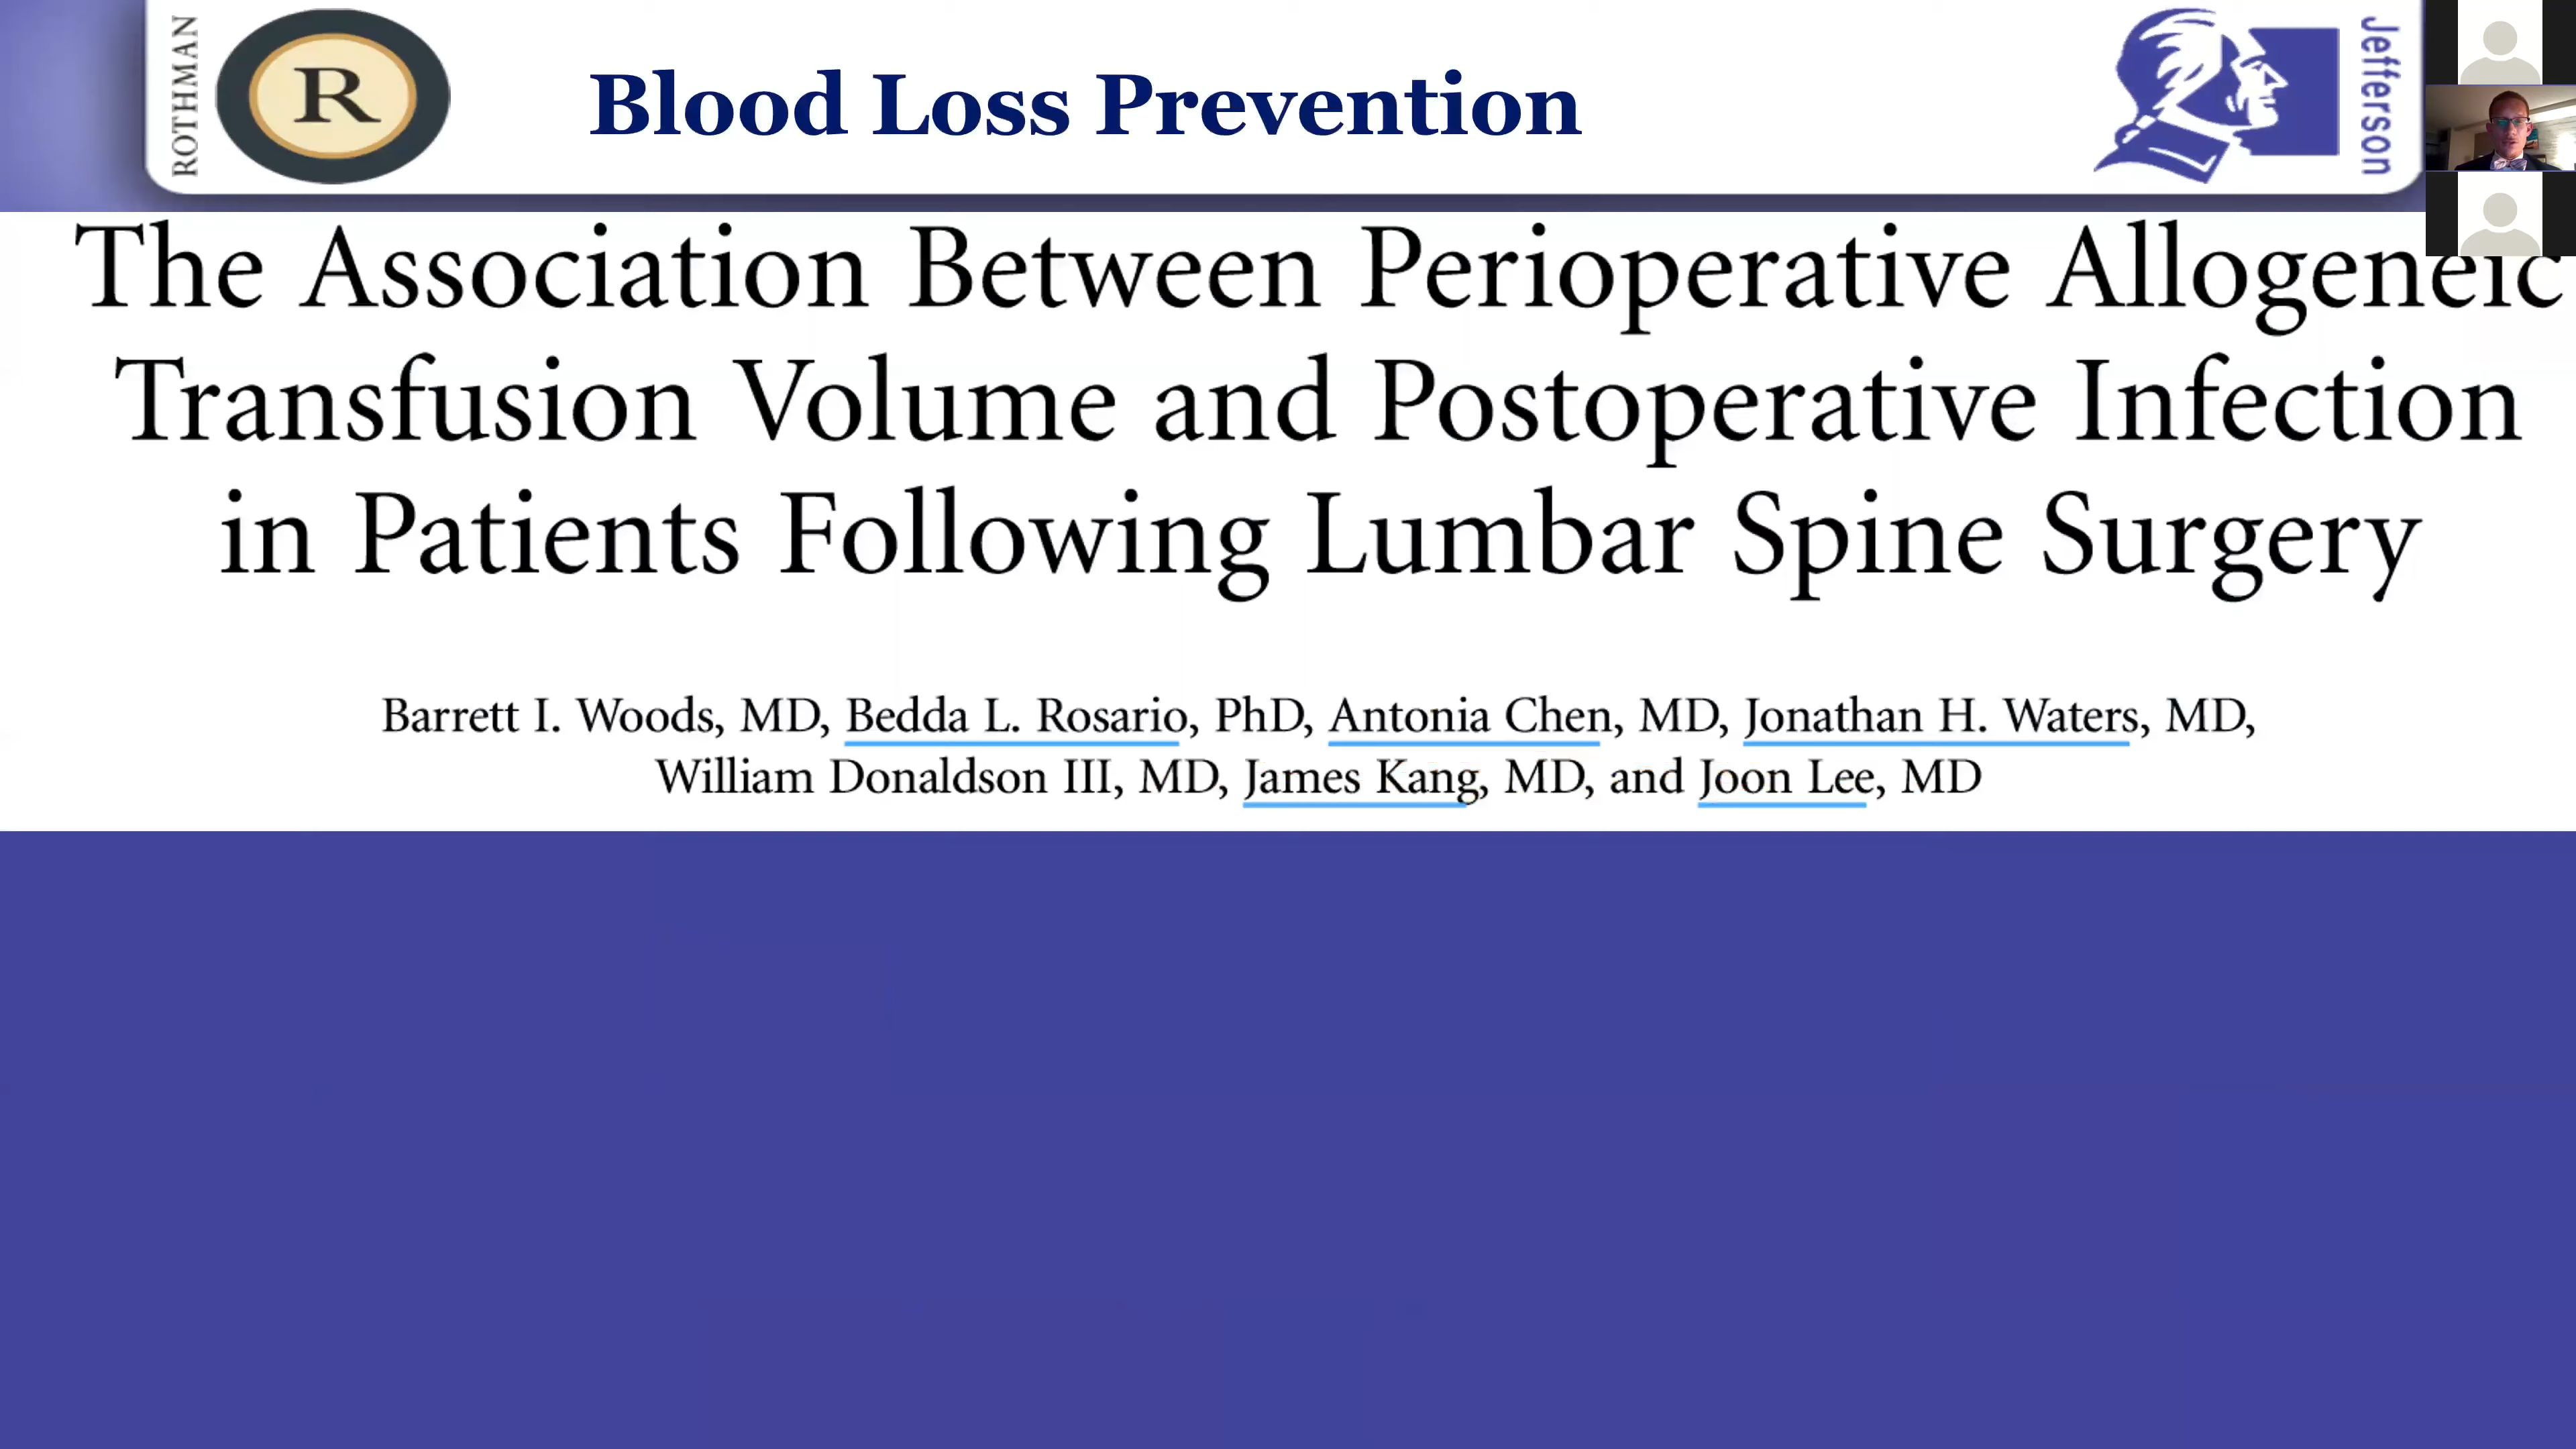 ROTHMAN
R
Blood Loss Prevention
Jefferson
The Association Between Perioperative Allogeneic
Transfusion Volume and Postoperative Infection
in Patients Following Lumbar Spine Surgery
Barrett I. Woods, MD, Bedda L. Rosario, PhD, Antonia Chen, MD, Jonathan H. Waters, MD,
William Donaldson III, MD, James Kang, MD, and Joon Lee, MD